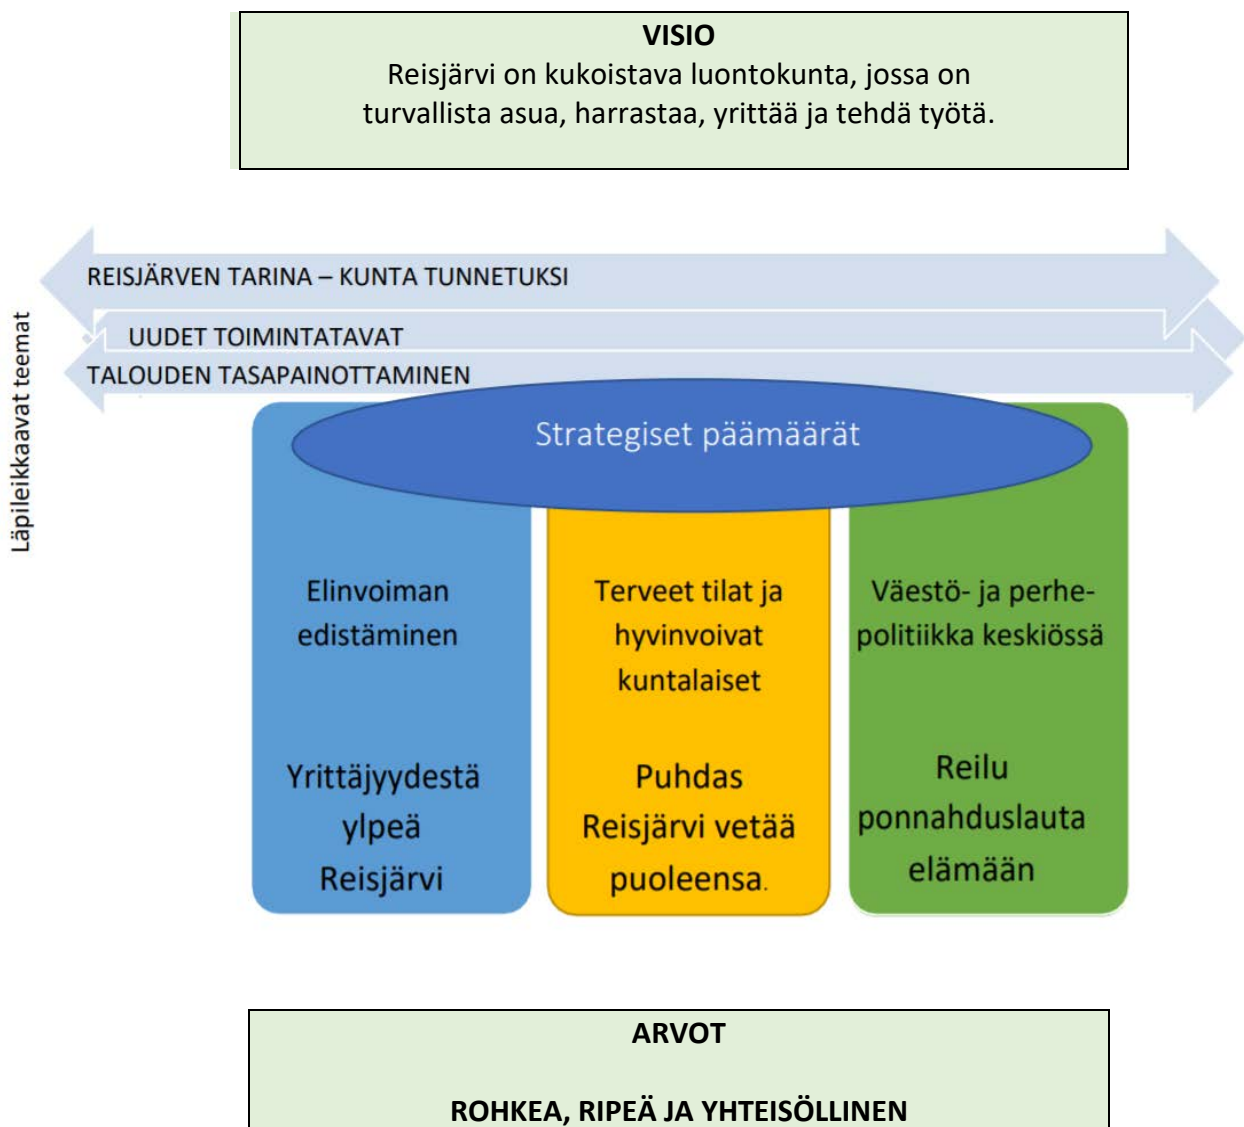 VISIO
Reisjärvi on kukoistava luontokunta, jossa on
turvallista asua, harrastaa, yrittää ja tehdä työtä.
Läpileikkaavat teemat
REISJÄRVEN TARINA – KUNTA TUNNETUKSI
UUDET TOIMINTATAVAT
TALOUDEN TASAPAINOTTAMINEN
Strategiset päämäärät
Elinvoiman
edistäminen
Yrittäjyydestä
ylpeä
Reisjärvi
Terveet tilat ja
hyvinvoivat
kuntalaiset
Puhdas
Reisjärvi vetää
puoleensa.
Väestö- ja perhe-
politiikka keskiössä
Reilu
ponnahduslauta
elämään
ARVOT
ROHKEA, RIPEÄ JA YHTEISÖLLINEN